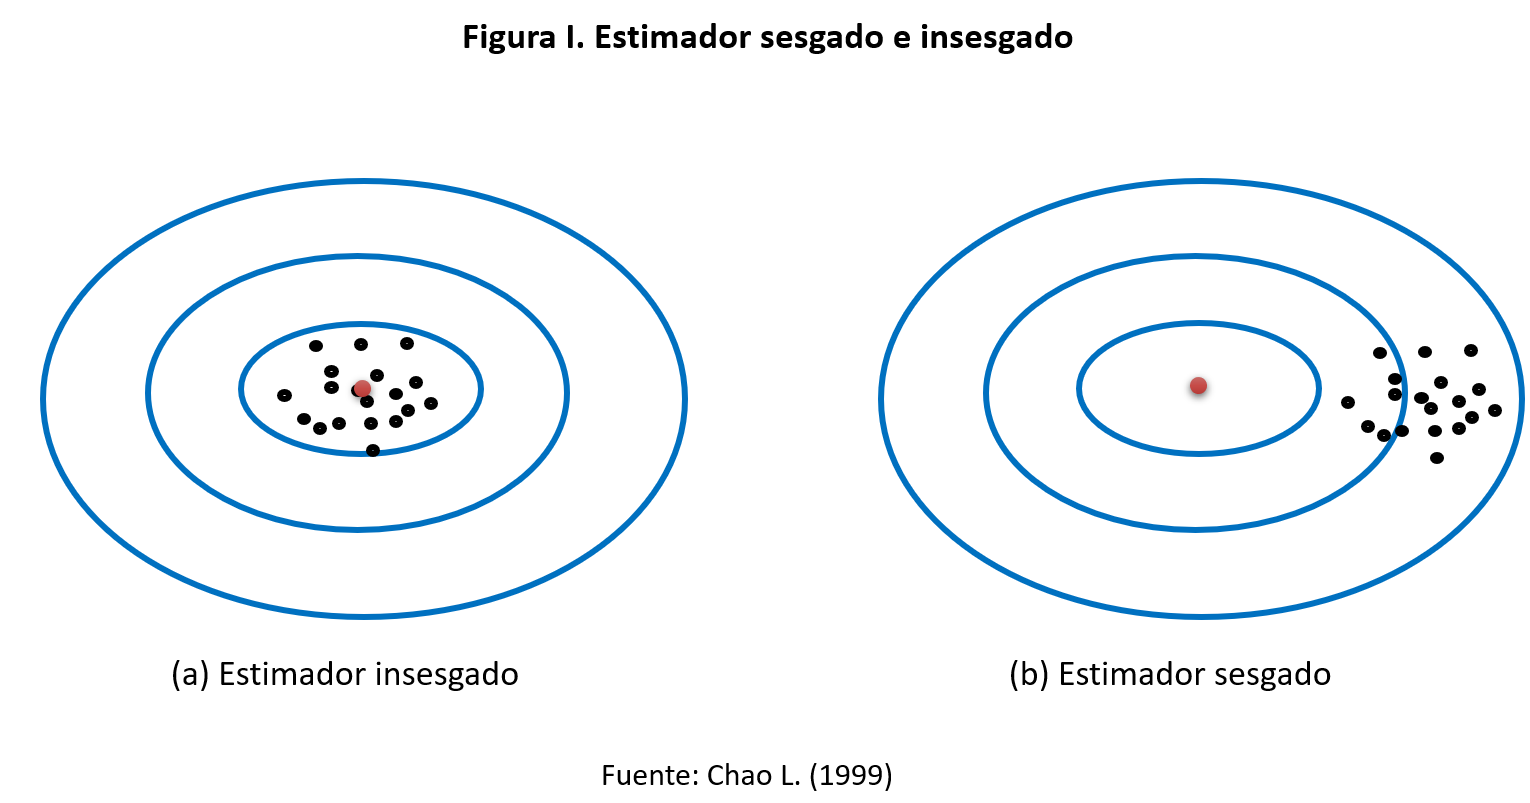 Figura I. Estimador sesgado e insesgado
(a) Estimador insesgado
(b) Estimador sesgado
Fuente: Chao L. (1999)